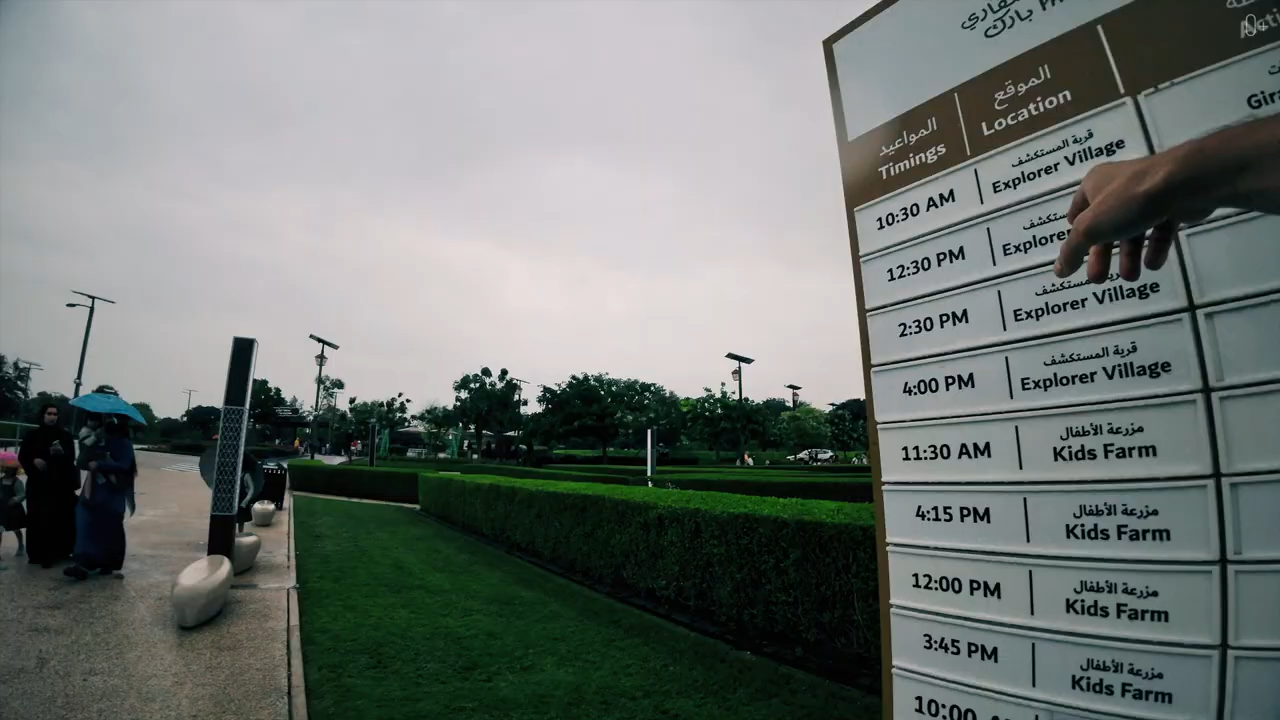 بارك
المواعيد
Timings
الموقع
Location
10:30 AM
قرية المستكشف
Explorer Village
12:30 PM
2:30 PM
Explorer Village
4:00 PM
قرية المستكشف
Explorer Village
11:30 AM
مزرعة الأطفال
Kids Farm
4:15 PM
مزرعة الأطفال
Kids Farm
12:00 PM
مزرعة الأطفال
Kids Farm
3:45 PM
مزرعة الأطفال
Kids Farm
10:00